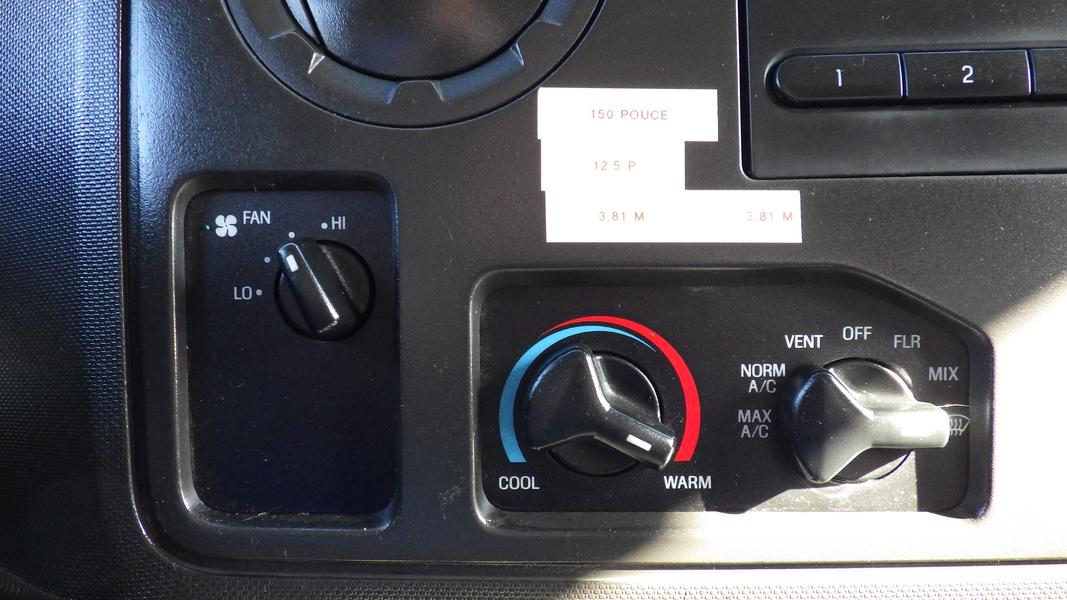 1 2
150 POUCE
12 5 P
3.81 M 3.81 M
FAN
HI
LO
COOL
WARM
VENT
OFF
FLR
NORM
A/C
MIX
MAX
A/C